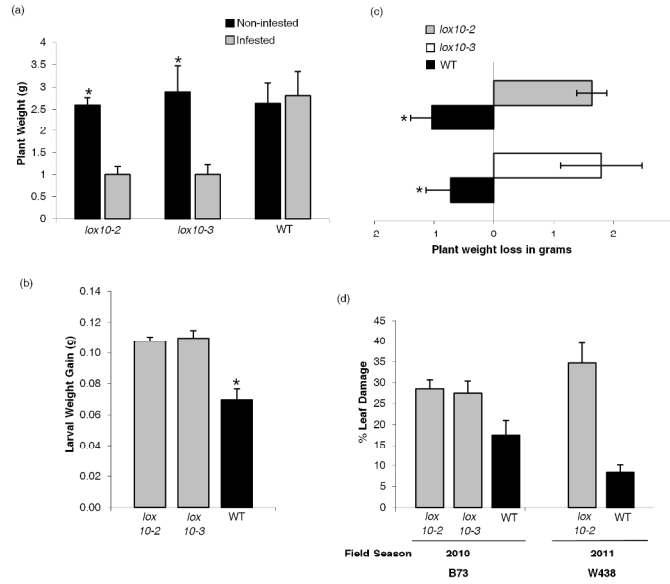 (a)
Non-infested
Infested
Plant Weight (g)
4
3.5
3
2.5
2
1.5
1
0.5
0
*
*
lox10-2
lox10-3
WT
(c)
lox10-2
lox10-3
WT
*
*
2
1
0
1
2
Plant weight loss in grams
(b)
Larval Weight Gain (g)
0.14
0.12
0.10
0.08
0.06
0.04
0.02
0.00
*
lox 10-2
lox 10-3
WT
(d)
% Leaf Damage
45
40
35
30
25
20
15
10
5
0
lox 10-2
lox 10-3
WT
lox 10-2
WT
Field Season
2010
2011
B73
W438